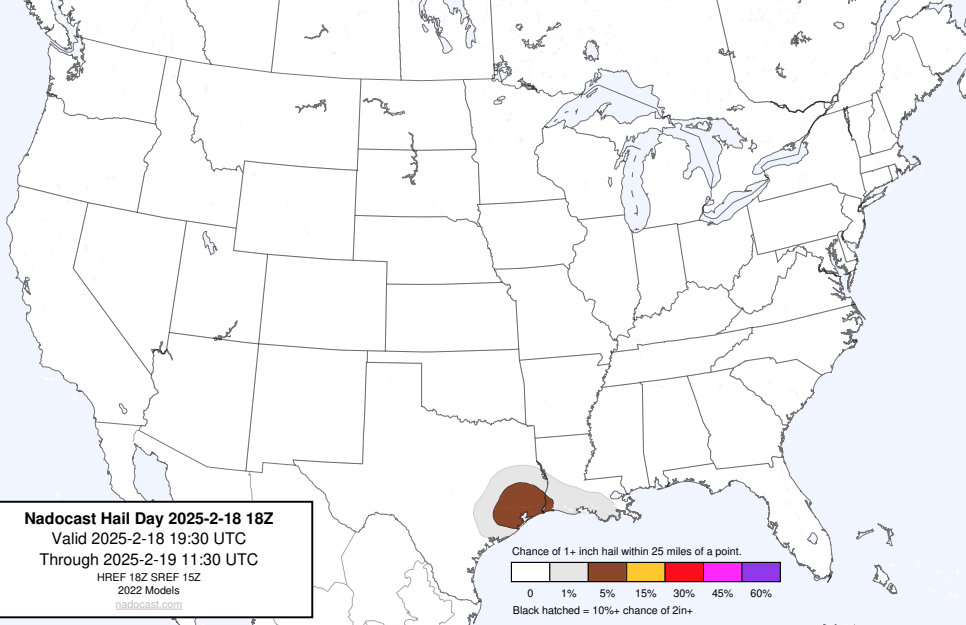 Nadocast Hail Day 2025-2-18 18Z
Valid 2025-2-18 19:30 UTC
Through 2025-2-19 11:30 UTC
HREF 18Z SREF 15Z
2022 Models
nadocast.com
Chance of 1+ inch hail within 25 miles of a point.
0 1% 5% 15% 30% 45% 60%
Black hatched = 10%+ chance of 2in+